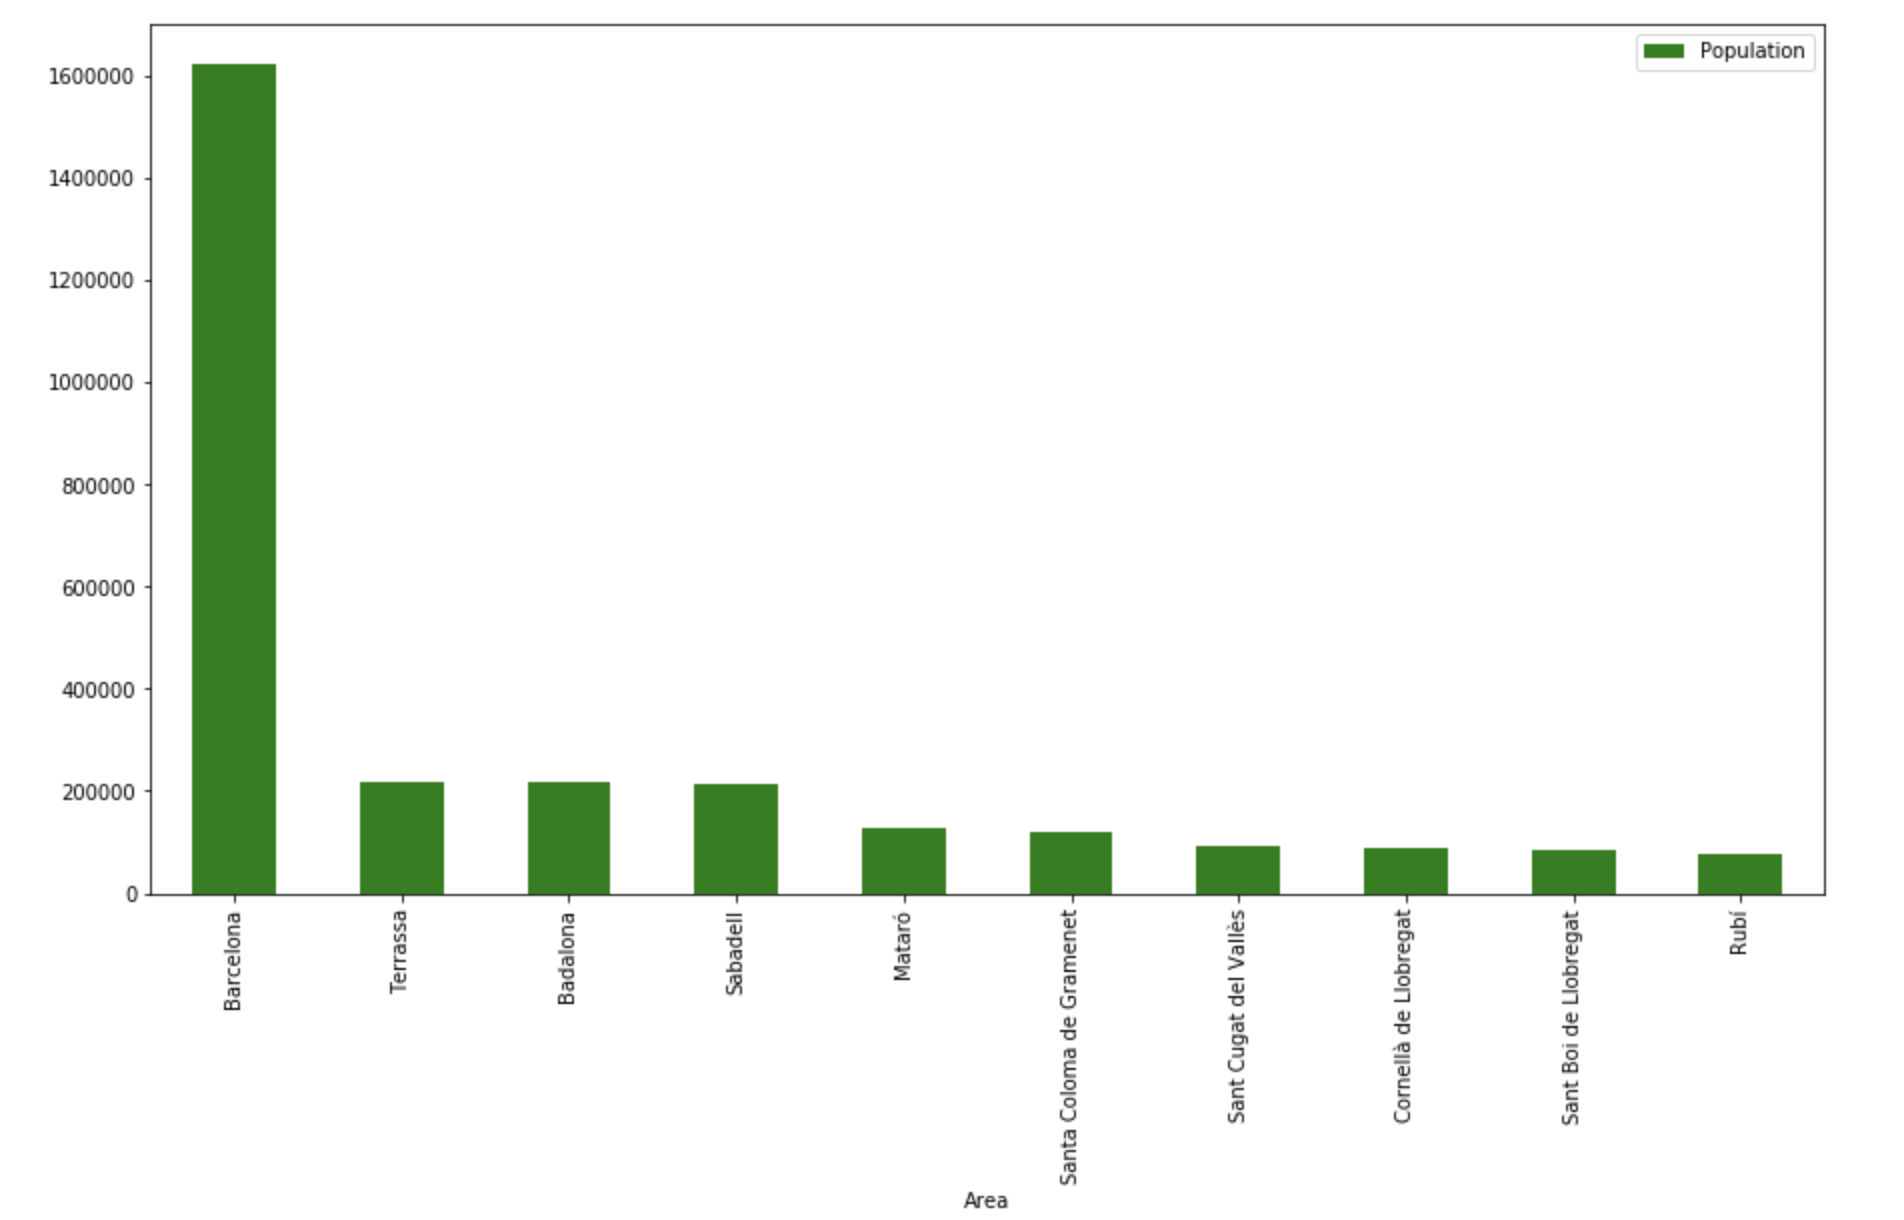 Population
1600000
1400000
1200000
1000000
800000
600000
400000
200000
0
Barcelona
Terrassa
Badalona
Sabadell
Mataró
Santa Coloma de Gramenet
Sant Cugat del Vallès
Cornellà de Llobregat
Sant Boi de Llobregat
Rubí
Area